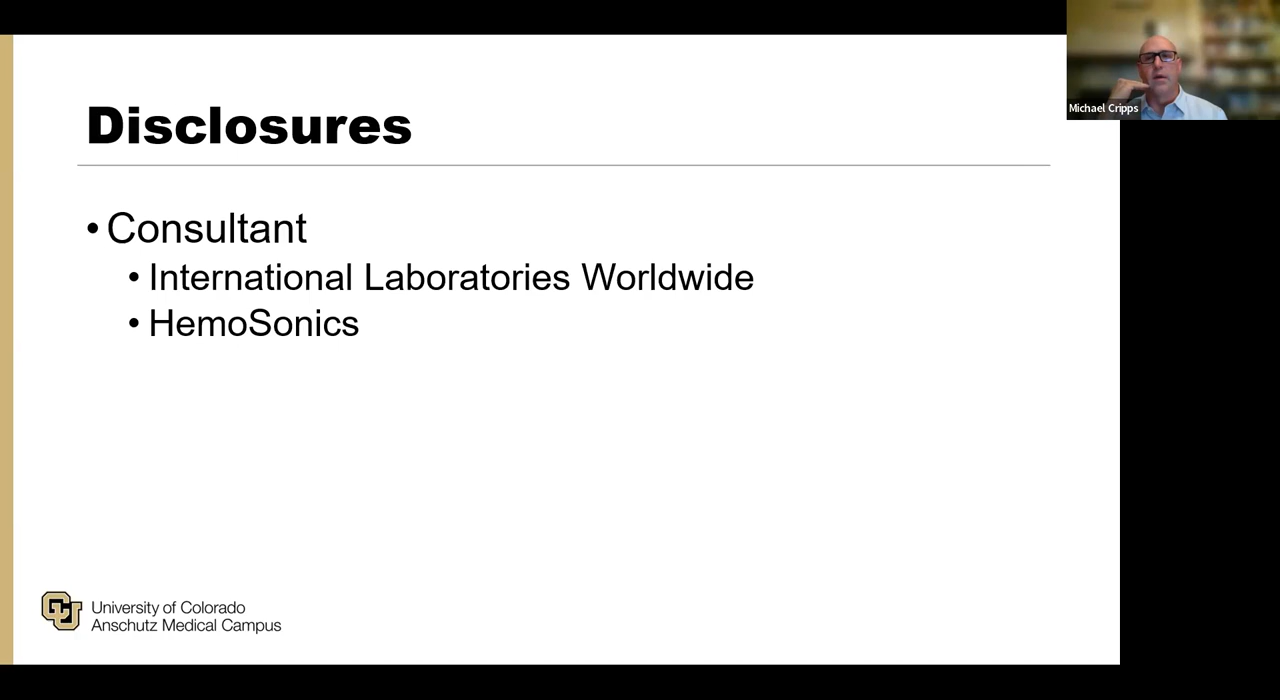 Disclosures
• Consultant
• International Laboratories Worldwide
• HemoSonics
University of Colorado
Anschutz Medical Campus
Michael Cripps